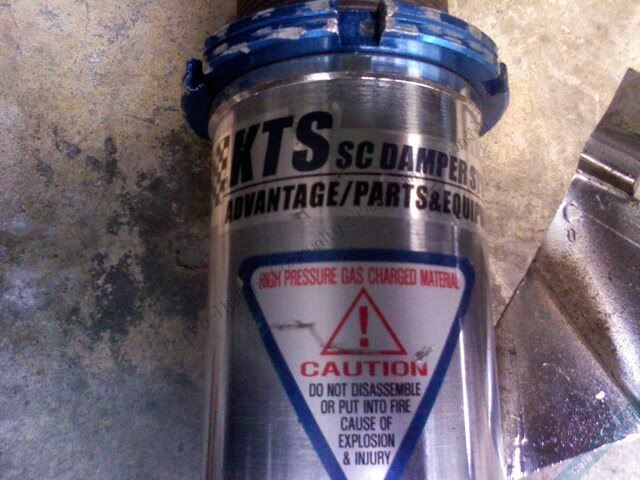 KTS SC DAMPER
ADVANTAGE/PARTS&EQUIP
HIGH PRESSURE GAS CHARGED MATERIAL
!
CAUTION
DO NOT DISASSEMBLE
OR PUT INTO FIRE
CAUSE OF
EXPLOSION
& INJURY